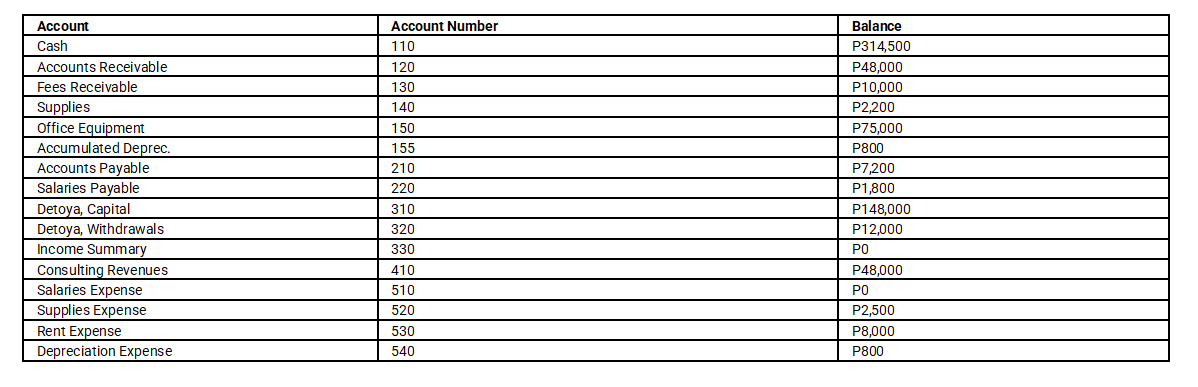 Account Account Number Balance
Cash 110 P314,500
Accounts Receivable 120 P48,000
Fees Receivable 130 P10,000
Supplies 140 P2,200
Office Equipment 150 P75,000
Accumulated Deprec. 155 P800
Accounts Payable 210 P7,200
Salaries Payable 220 P1,800
Detoya, Capital 310 P148,000
Detoya, Withdrawals 320 P12,000
Income Summary 330 P0
Consulting Revenues 410 P48,000
Salaries Expense 510 P0
Supplies Expense 520 P2,500
Rent Expense 530 P8,000
Depreciation Expense 540 P800